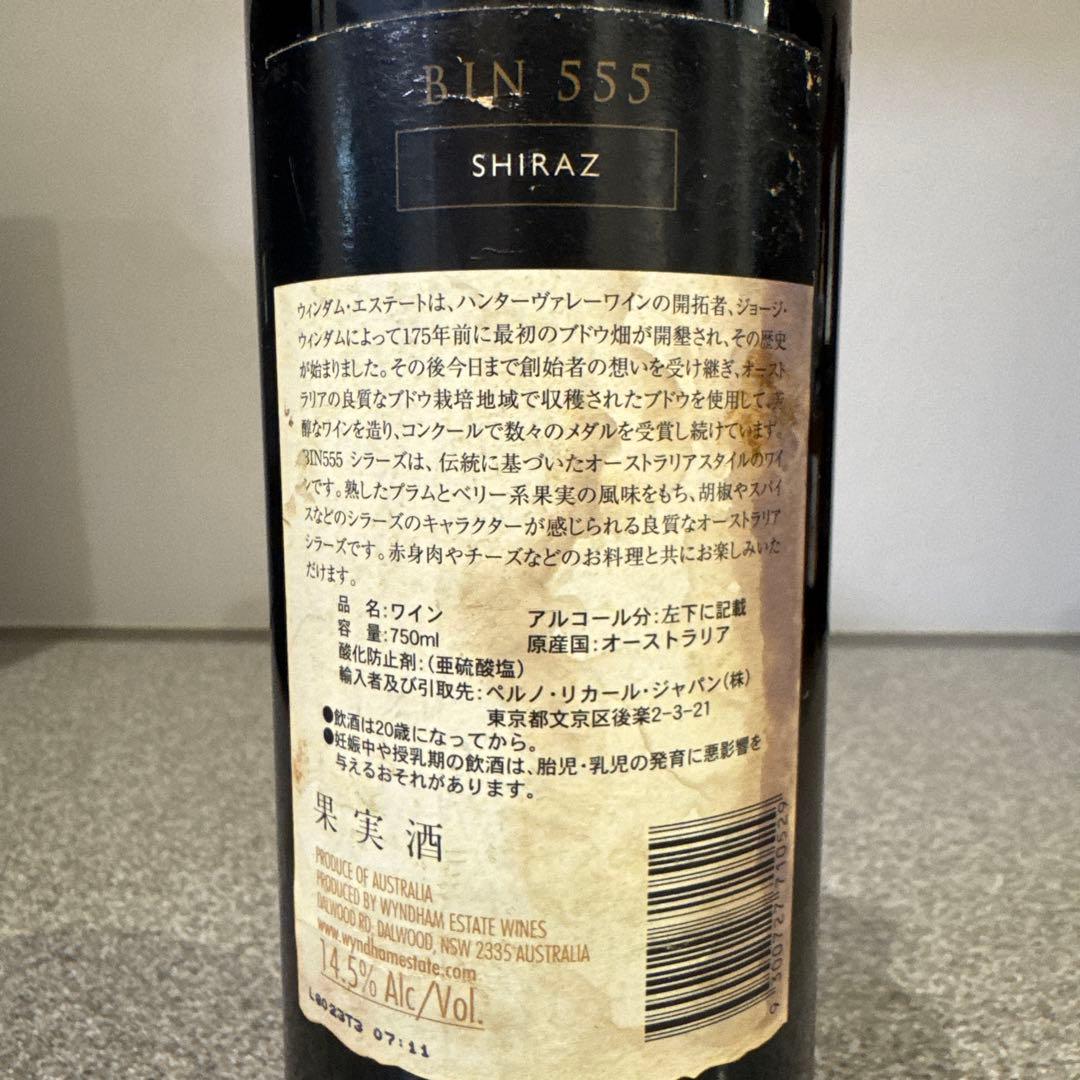 BIN 555
SHIRAZ
ウィンダム・エステートは、ハンターヴァレーワインの開拓者、ジョージ・
ウィンダムによって175年前に最初のブドウ畑が開墾され、その歴史
が始まりました。その後今日まで創始者の想いを受け継ぎ、オースト
ラリアの良質なブドウ栽培地域で収穫されたブドウを使用して、
醇なワインを造り、コンクールで数々のメダルを受賞し続けています。
BIN555 シラーズは、伝統に基づいたオーストラリアスタイルのワイ
ンです。熟したプラムとベリー系果実の風味をもち、胡椒やスパイ
スなどのシラーズのキャラクターが感じられる良質なオーストラリア
シラーズです。赤身肉やチーズなどのお料理と共にお楽しみいた
だけます。
品 名:ワイン アルコール分:左下に記載
容 量:750ml 原産国:オーストラリア
酸化防止剤:(亜硫酸塩)
輸入者及び引取先:ペルノ・リカール・ジャパン(株)
東京都文京区後楽2-3-21
●飲酒は20歳になってから。
●妊娠中や授乳期の飲酒は、胎児・乳児の発育に悪影響を
与えるおそれがあります。
果実酒
PRODUCE OF AUSTRALIA
PRODUCED BY WYNDHAM ESTATE WINES
DALWOOD RD, DALWOOD, NSW 2335 AUSTRALIA
www.wyndhamestate.com
14.5% Alc/Vol.
L8023T3 07:11
9 300727 710529